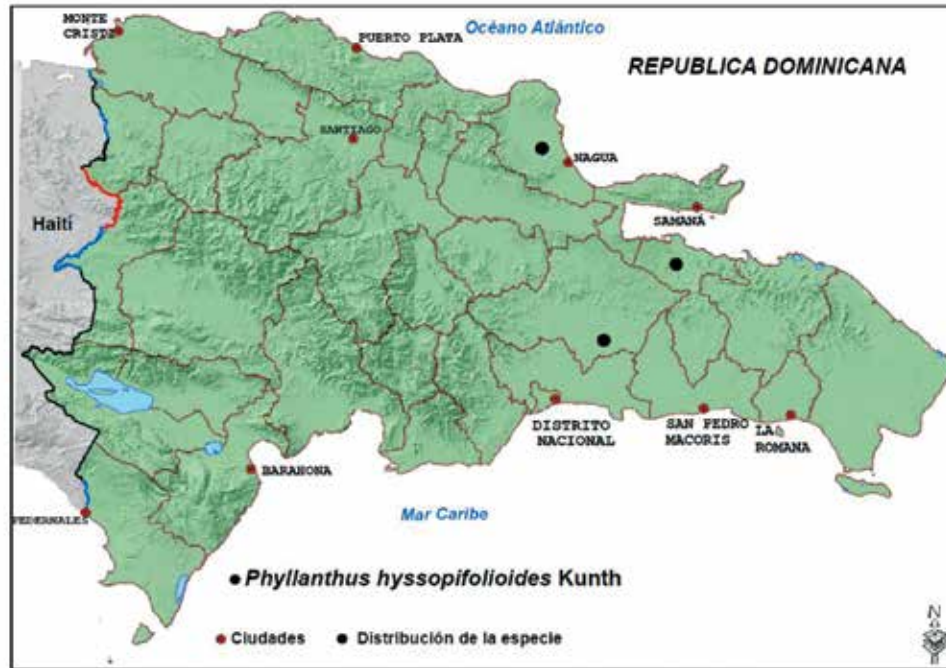 MONTE
CRISTI
PUERTO PLATA
Océano Atlántico
REPUBLICA DOMINICANA
SANTIAGO
NAGUA
Haití
SAMANÁ
DISTRITO
NACIONAL
SAN PEDRO
MACORIS
LA
ROMANA
BARAHONA
PEDERNALES
Mar Caribe
Phyllanthus hyssopifolioides Kunth
Ciudades
Distribución de la especie
N